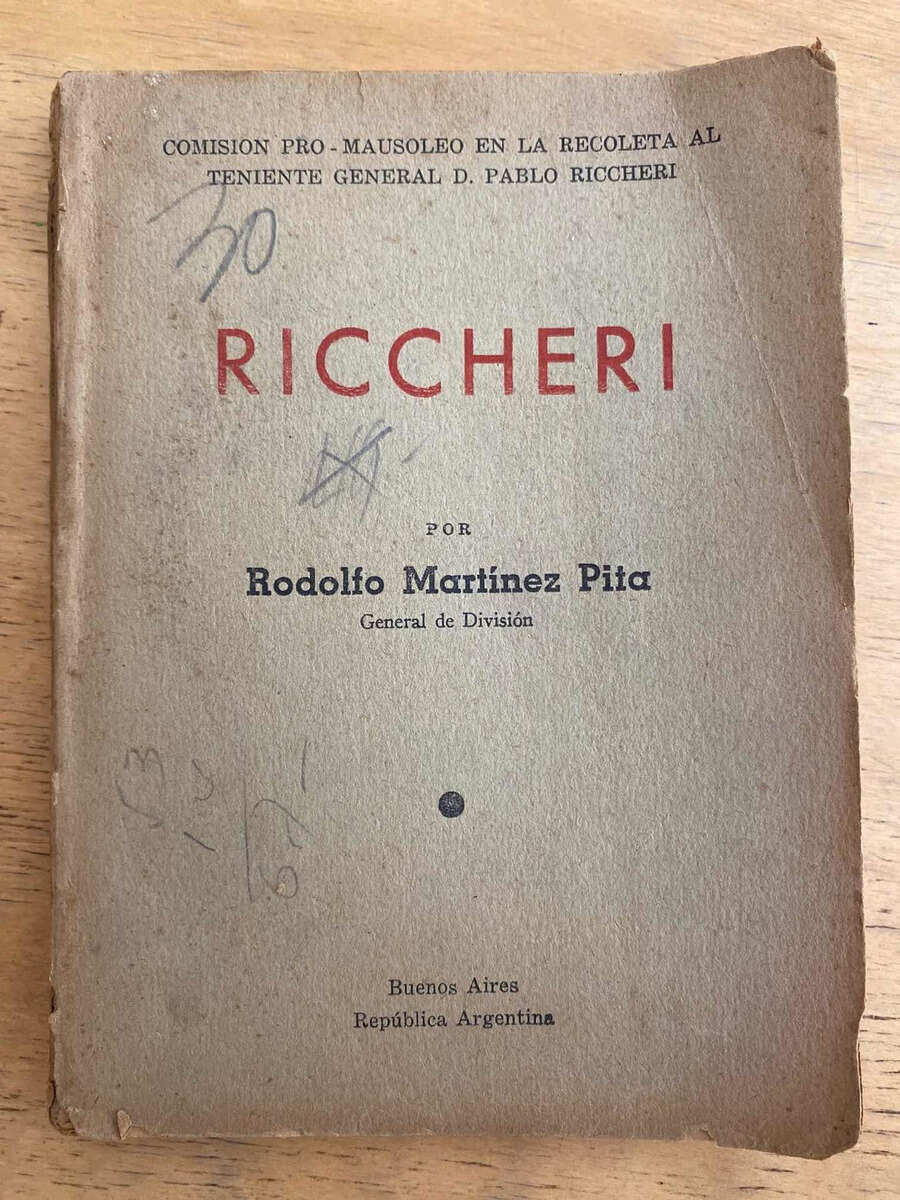 COMISION PRO - MAUSOLEO EN LA RECOLETA AL
TENIENTE GENERAL D. PABLO RICCHERI
30
RICCHERI
POR
Rodolfo Martínez Pita
General de División
Buenos Aires
República Argentina